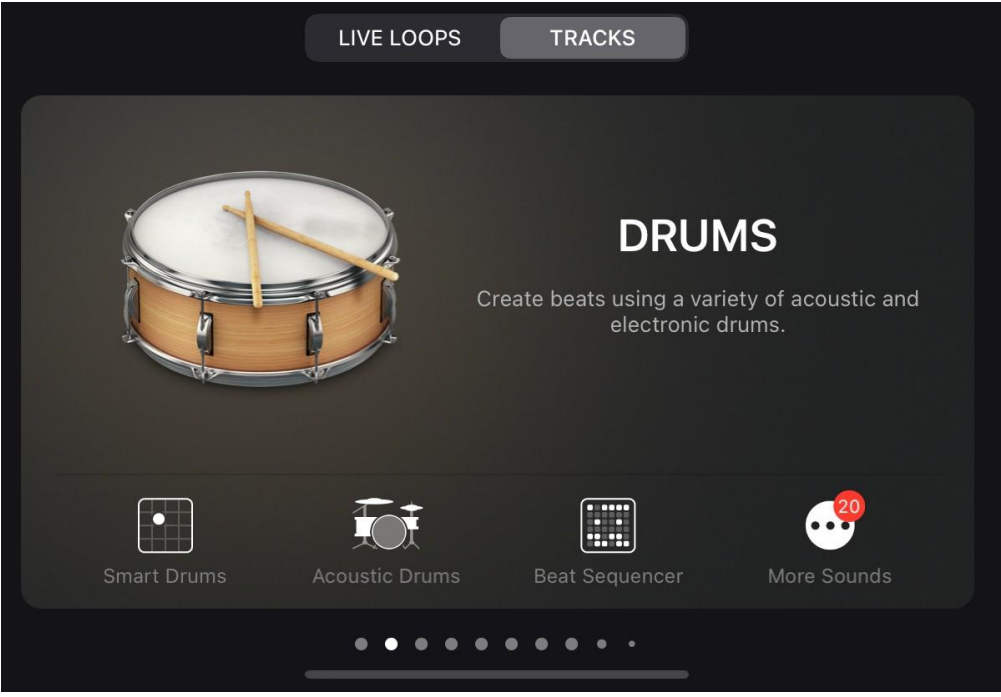 LIVE LOOPS
TRACKS
DRUMS
Create beats using a variety of acoustic and
electronic drums.
Smart Drums
Acoustic Drums
Beat Sequencer
20
More Sounds